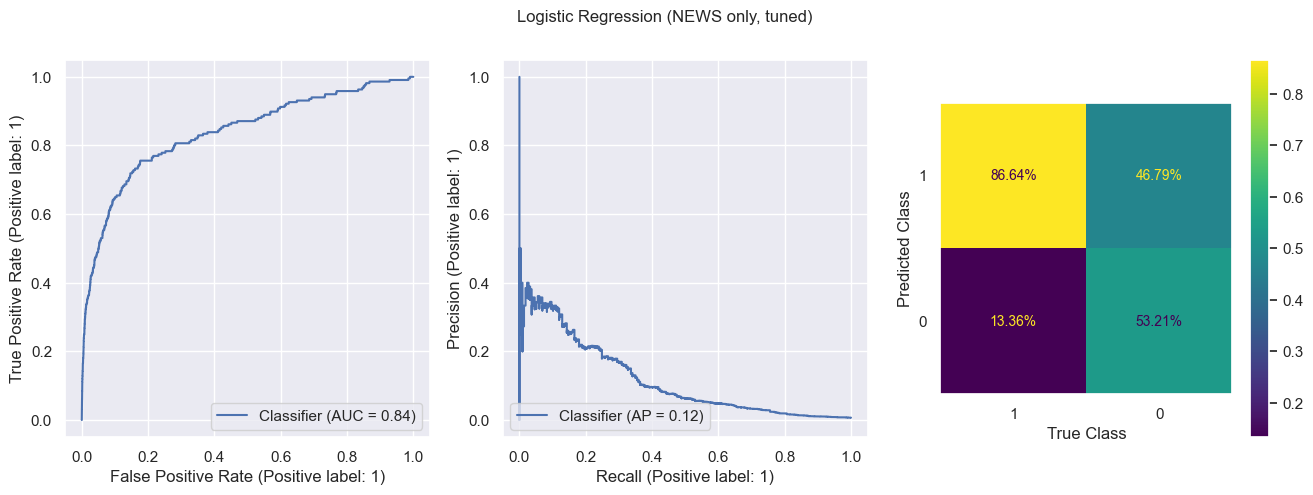 Logistic Regression (NEWS only, tuned)
True Positive Rate (Positive label: 1)
1.0
0.8
0.6
0.4
0.2
0.0
Classifier (AUC = 0.84)
0.0 0.2 0.4 0.6 0.8 1.0
False Positive Rate (Positive label: 1)
Precision (Positive label: 1)
1.0
0.8
0.6
0.4
0.2
0.0
Classifier (AP = 0.12)
0.0 0.2 0.4 0.6 0.8 1.0
Recall (Positive label: 1)
Predicted Class
1
0
86.64% 46.79%
13.36% 53.21%
1 0
True Class
0.8
0.7
0.6
0.5
0.4
0.3
0.2